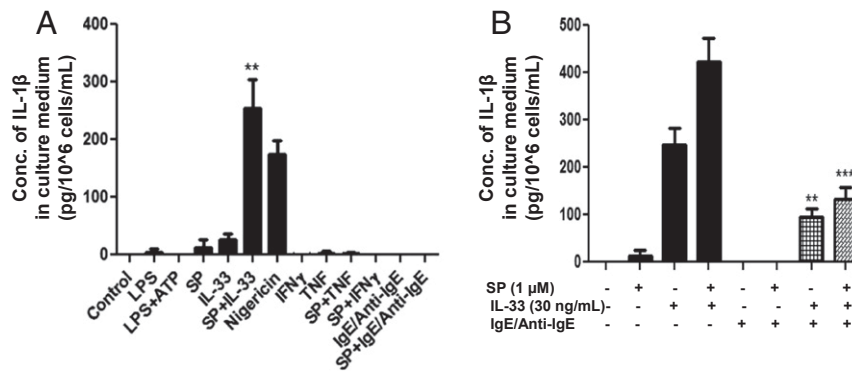 A
Conc. of IL-1β
in culture medium
(pg/10^6 cells/mL)
400
300
200
100
0
**
Control
LPS
LPS+ATP
SP
IL-33
SP+IL-33
Nigericin
IFNγ
TNF
SP+TNF
SP+IFNγ
IgE/Anti-IgE
SP+IgE/Anti-IgE
B
Conc. of IL-1β
in culture medium
(pg/10^6 cells/mL)
500
400
300
200
100
0
**
***
SP (1 µM) - + - + - + - +
IL-33 (30 ng/mL) - - + + - - + +
IgE/Anti-IgE - - - - + + + +